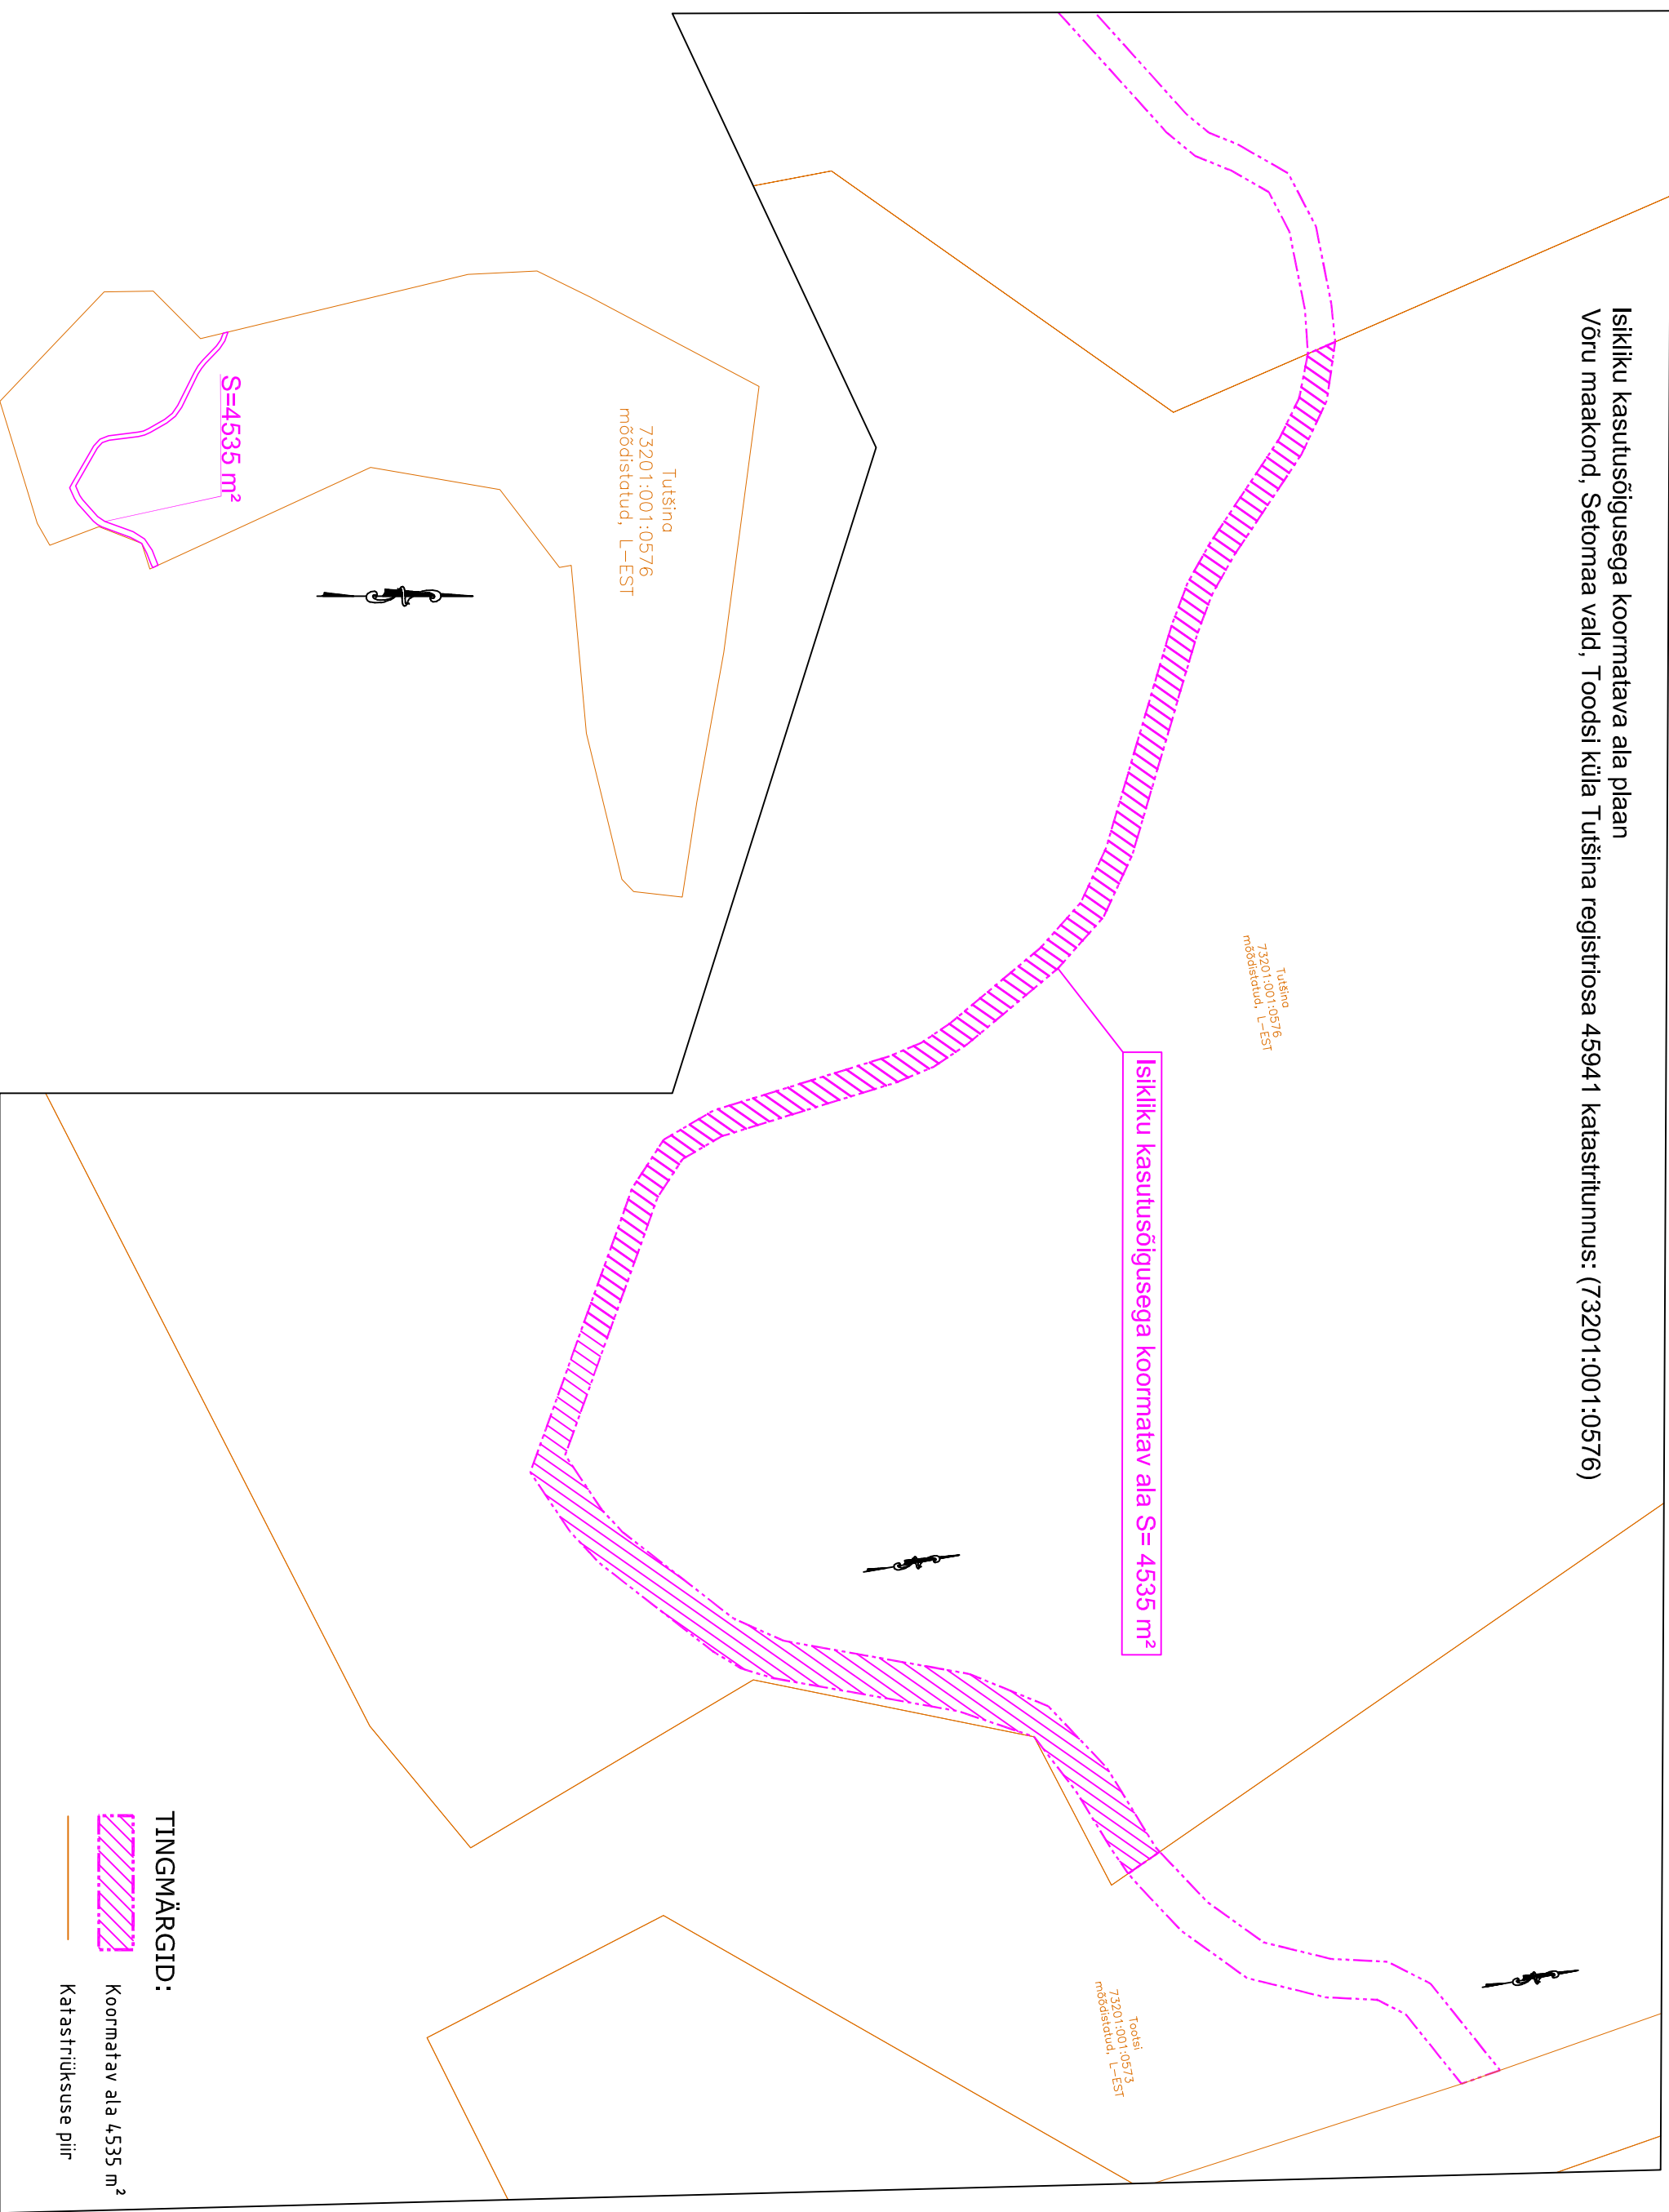 Isikliku kasutusõigusega koormatava ala plaan
Võru maakond, Setomaa vald, Toodsi küla Tutšina registriosa 45941 katastritunnus: (73201:001:0576)
Tutšina
73201:001:0576
mõõdistatud, L-EST
Isikliku kasutusõigusega koormatav ala S= 4535 m²
Tutšina
73201:001:0576
mõõdistatud, L-EST
S=4535 m²
Tootsi
73201:001:0573
mõõdistatud, L-EST
TINGMÄRGID:
Koormatav ala 4535 m²
Katastriüksuse piir